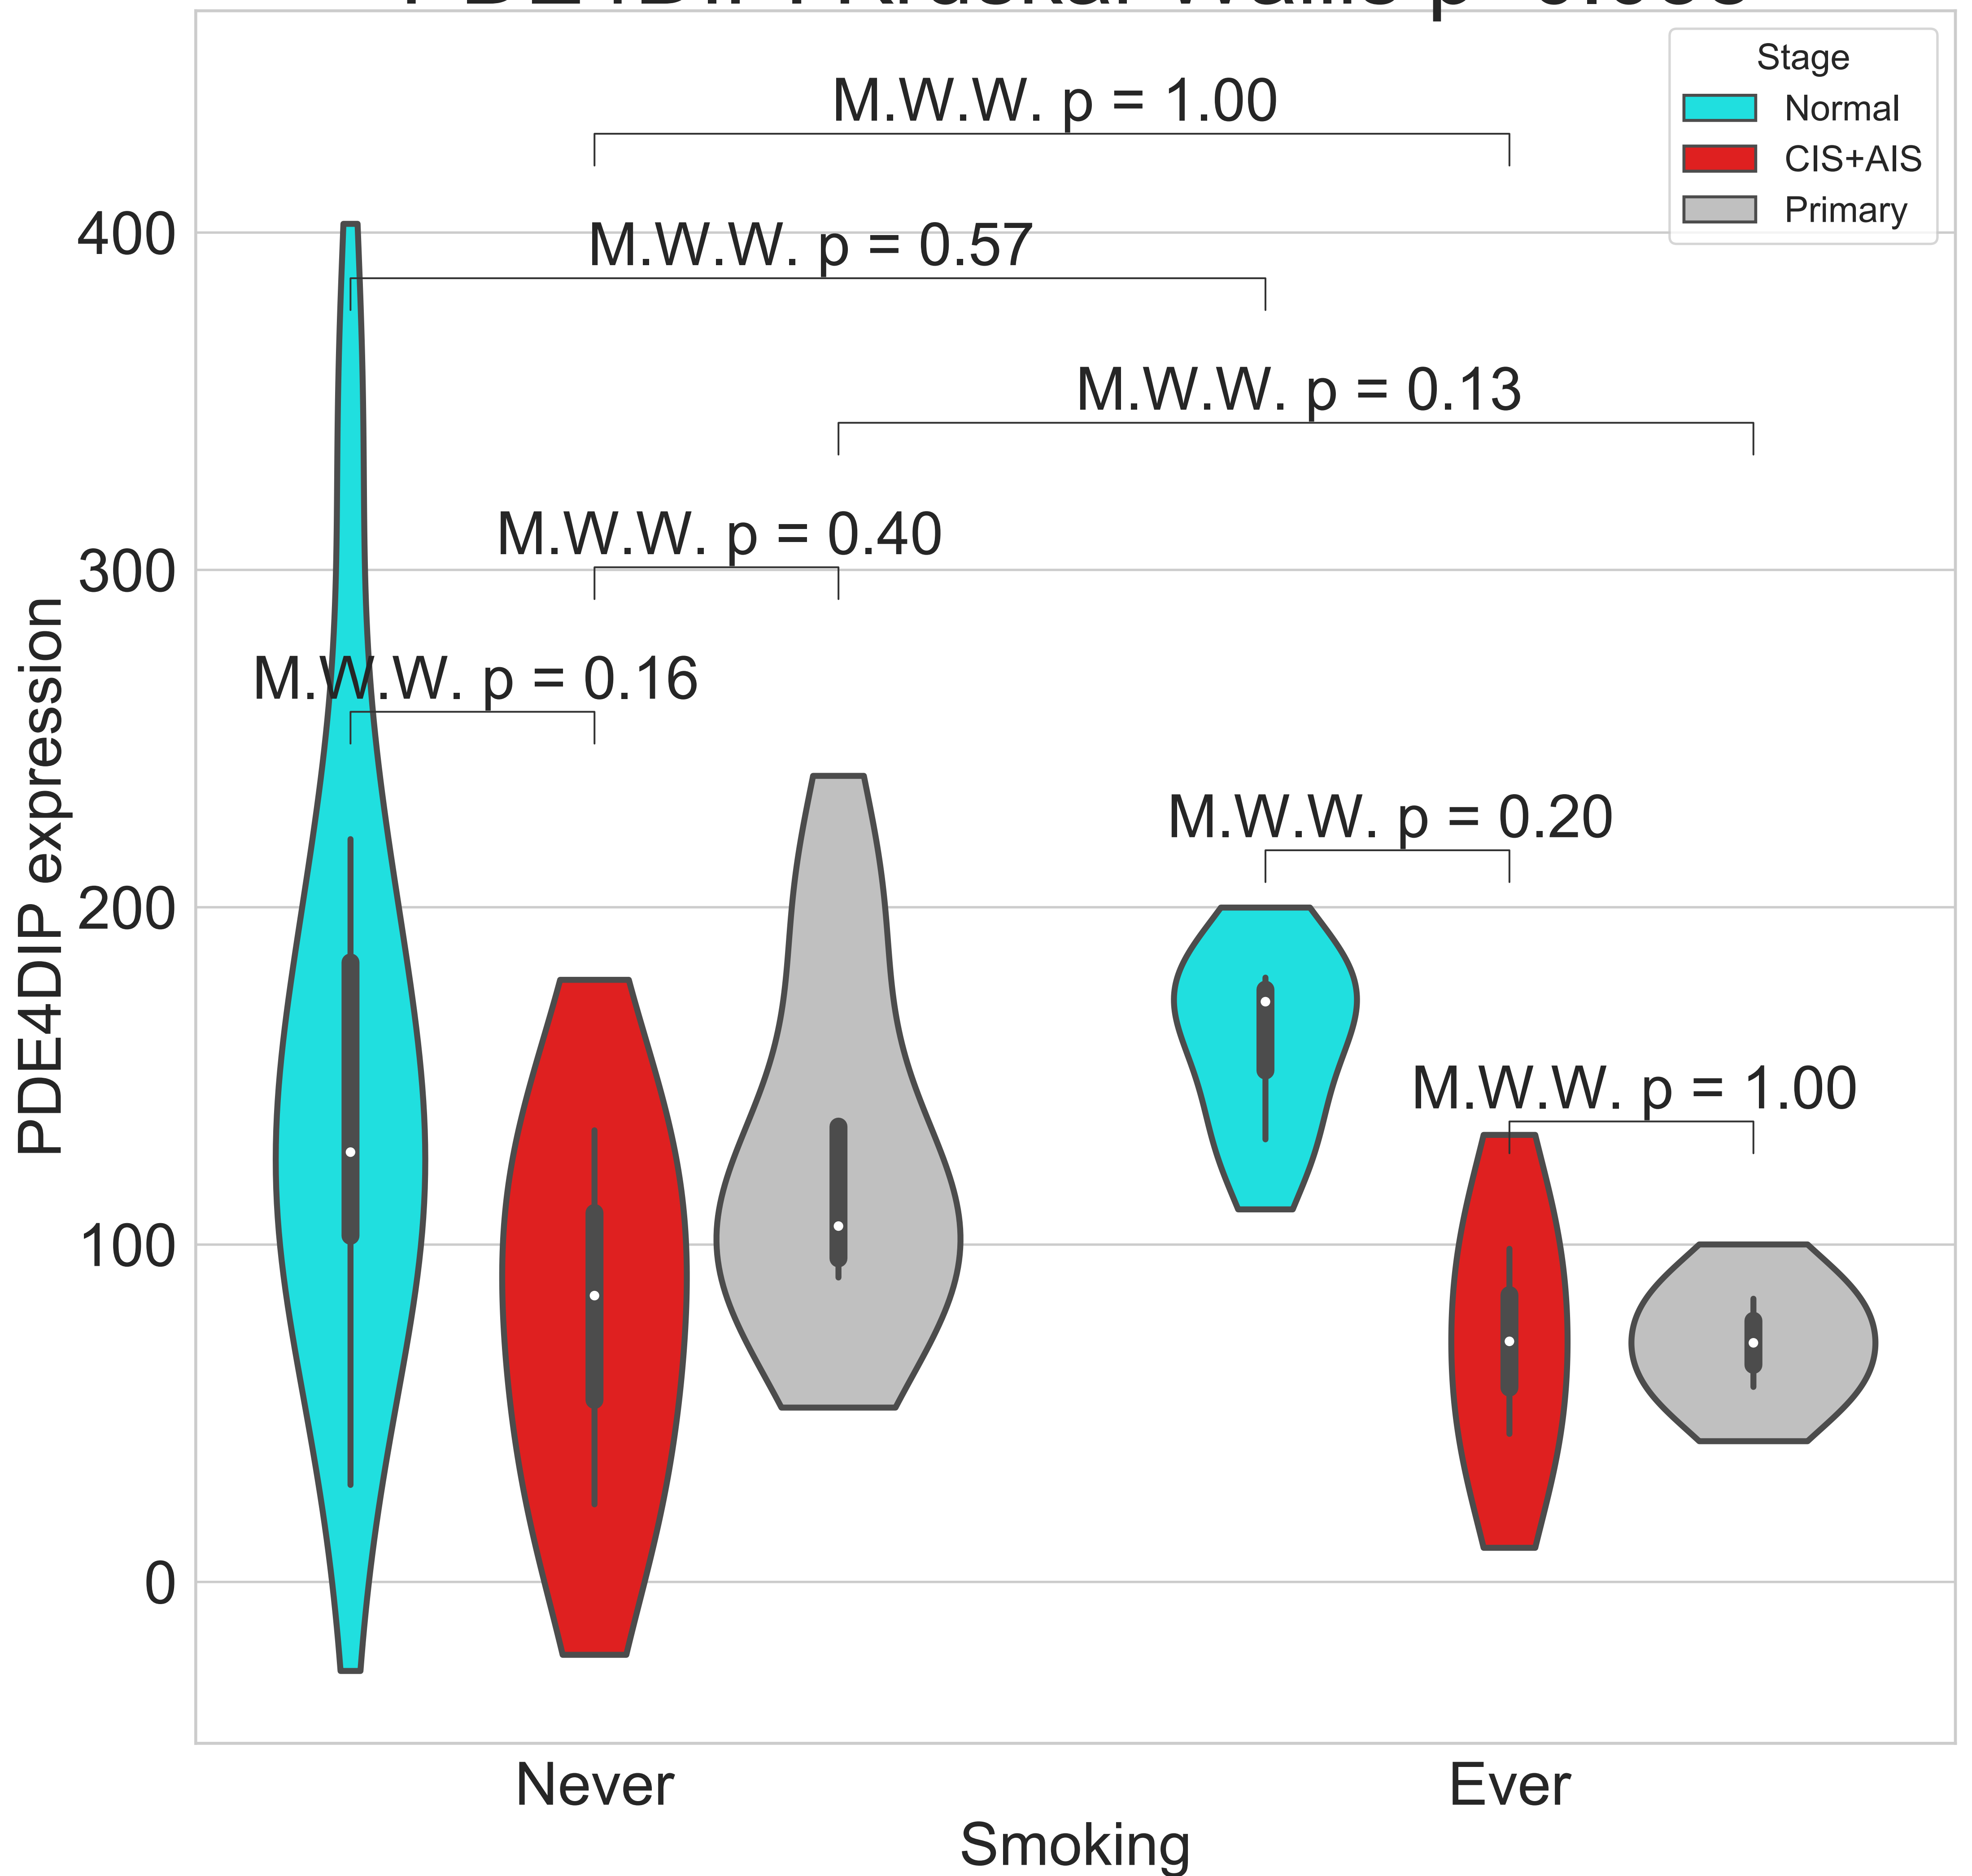 Stage
Normal
CIS+AIS
Primary
M.W.W. p = 1.00
400
M.W.W. p = 0.57
M.W.W. p = 0.13
M.W.W. p = 0.40
300
M.W.W. p = 0.16
M.W.W. p = 0.20
200
M.W.W. p = 1.00
100
0
PDE4DIP expression
Never
Ever
Smoking